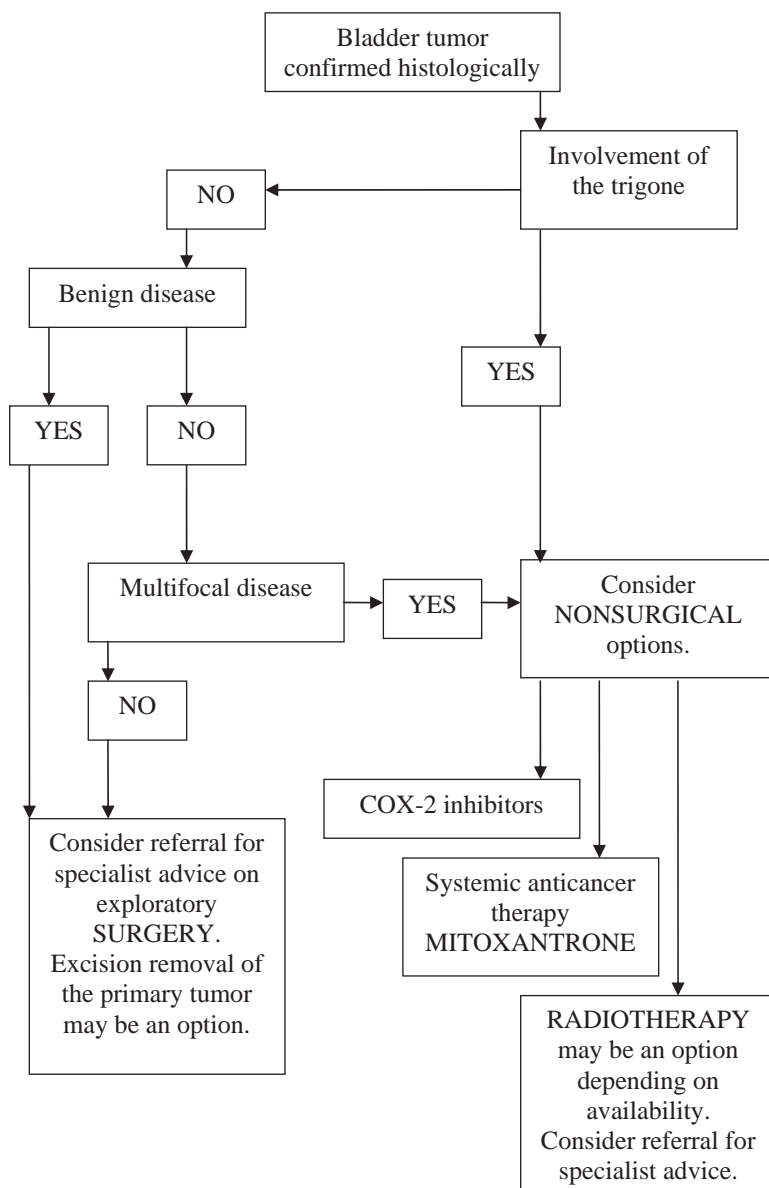 Bladder tumor
confirmed histologically
Involvement of
the trigone
NO
Benign disease
YES
YES
NO
Multifocal disease
YES
Consider
NONSURGICAL
options.
NO
COX-2 inhibitors
Consider referral for
specialist advice on
exploratory
SURGERY.
Excision removal of
the primary tumor
may be an option.
Systemic anticancer
therapy
MITOXANTRONE
RADIOTHERAPY
may be an option
depending on
availability.
Consider referral for
specialist advice.